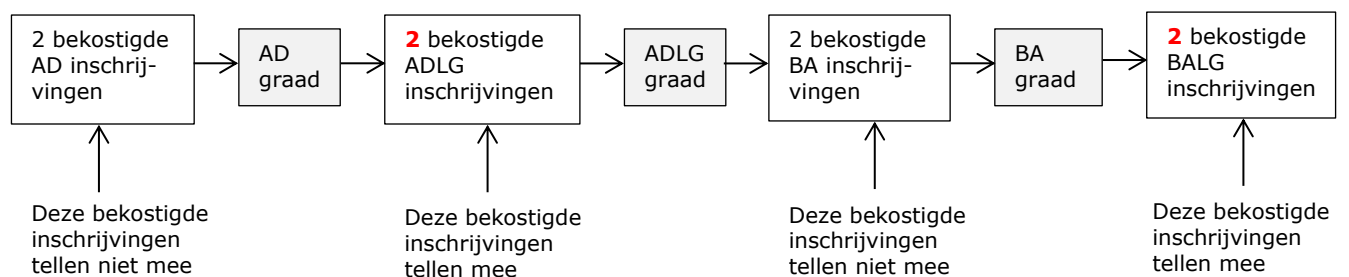 2 bekostigde
AD inschrij-
vingen
AD
graad
2 bekostigde
ADLG
inschrijvingen
ADLG
graad
2 bekostigde
BA inschrij-
vingen
BA
graad
2 bekostigde
BALG
inschrijvingen
Deze bekostigde
inschrijvingen
tellen niet mee
Deze bekostigde
inschrijvingen
tellen mee
Deze bekostigde
inschrijvingen
tellen niet mee
Deze bekostigde
inschrijvingen
tellen mee